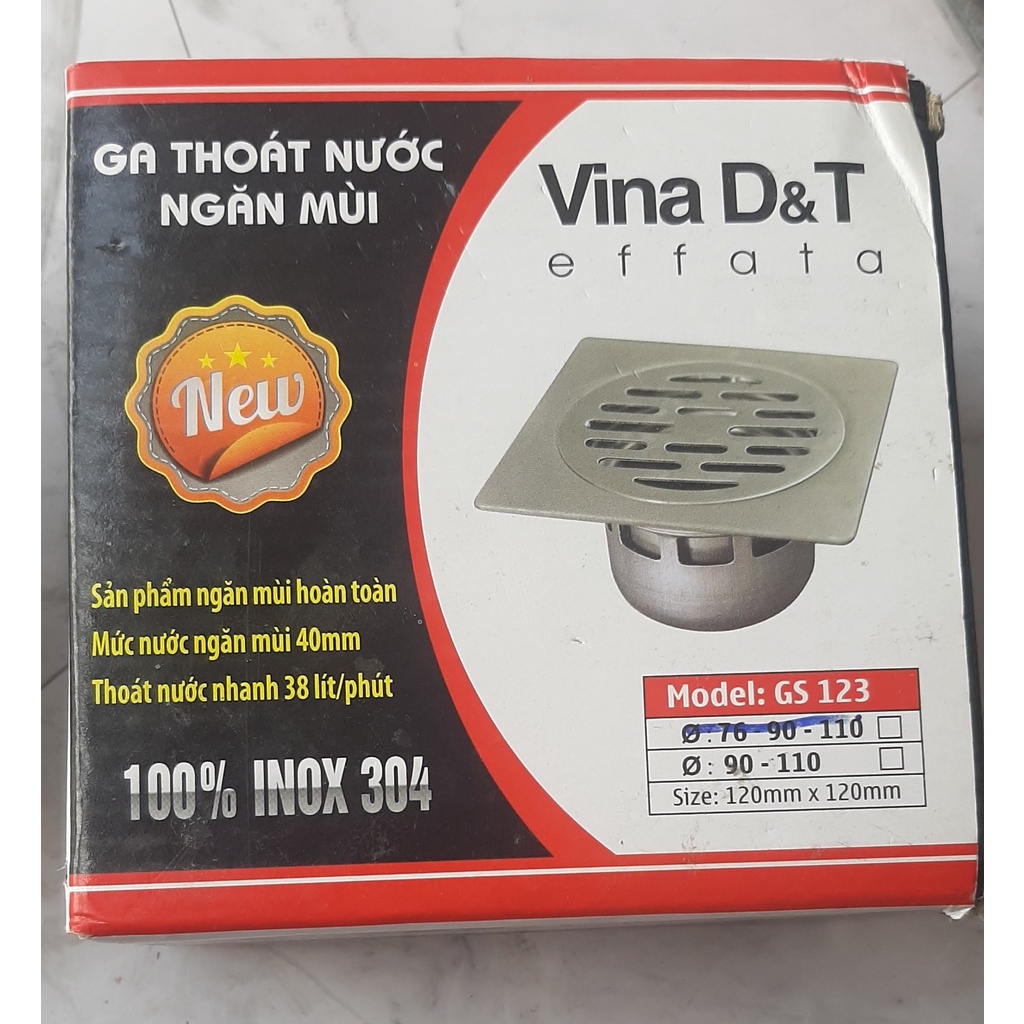 GA THOÁT NƯỚC
NGĂN MÙI
Vina D&T
effata
New
Sản phẩm ngăn mùi hoàn toàn
Mức nước ngăn mùi 40mm
Thoát nước nhanh 38 lít/phút
100% INOX 304
Model: GS 123
Ø : 76 - 90 - 110
Ø : 90 - 110
Size: 120mm x 120mm